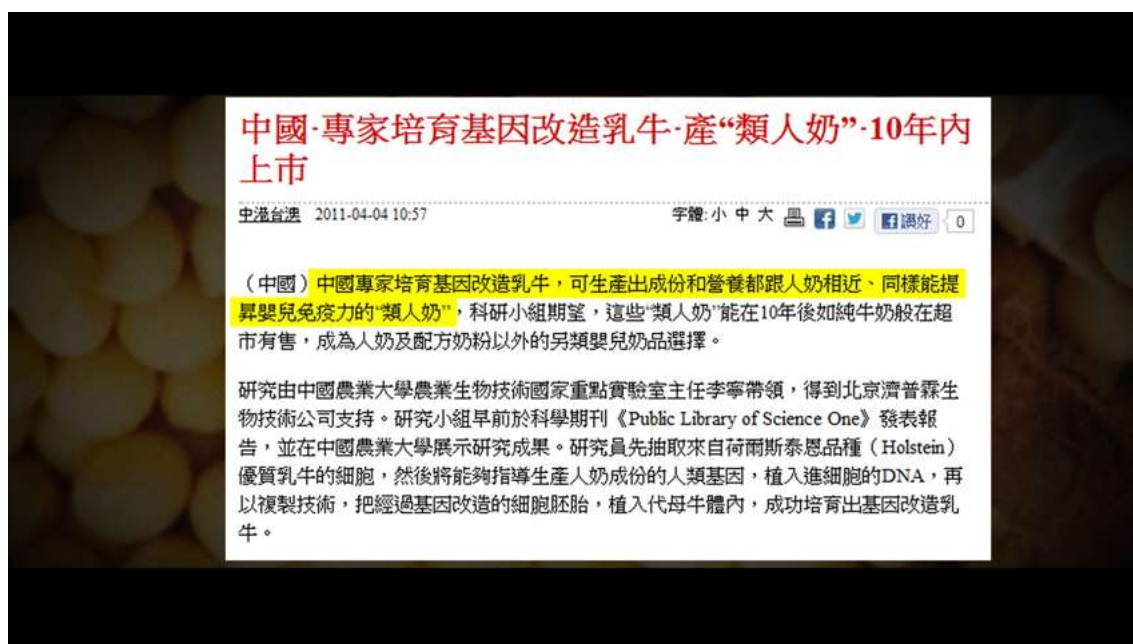 中國‧專家培育基因改造乳牛‧產“類人奶”‧10年內
上市
中港台澳 2011-04-04 10:57 字體: 小 中 大 讚好 0
（中國）中國專家培育基因改造乳牛，可生產出成份和營養都跟人奶相近、同樣能提
昇嬰兒免疫力的“類人奶”，科研小組期望，這些“類人奶”能在10年後如純牛奶般在超
市有售，成為人奶及配方奶粉以外的另類嬰兒奶品選擇。
研究由中國農業大學農業生物技術國家重點實驗室主任李寧帶領，得到北京濟普霖生
物技術公司支持。研究小組早前於科學期刊《Public Library of Science One》發表報
告，並在中國農業大學展示研究成果。研究員先抽取來自荷爾斯泰恩品種（Holstein）
優質乳牛的細胞，然後將能夠指導生產人奶成份的人類基因，植入進細胞的DNA，再
以複製技術，把經過基因改造的細胞胚胎，植入代母牛體內，成功培育出基因改造乳
牛。